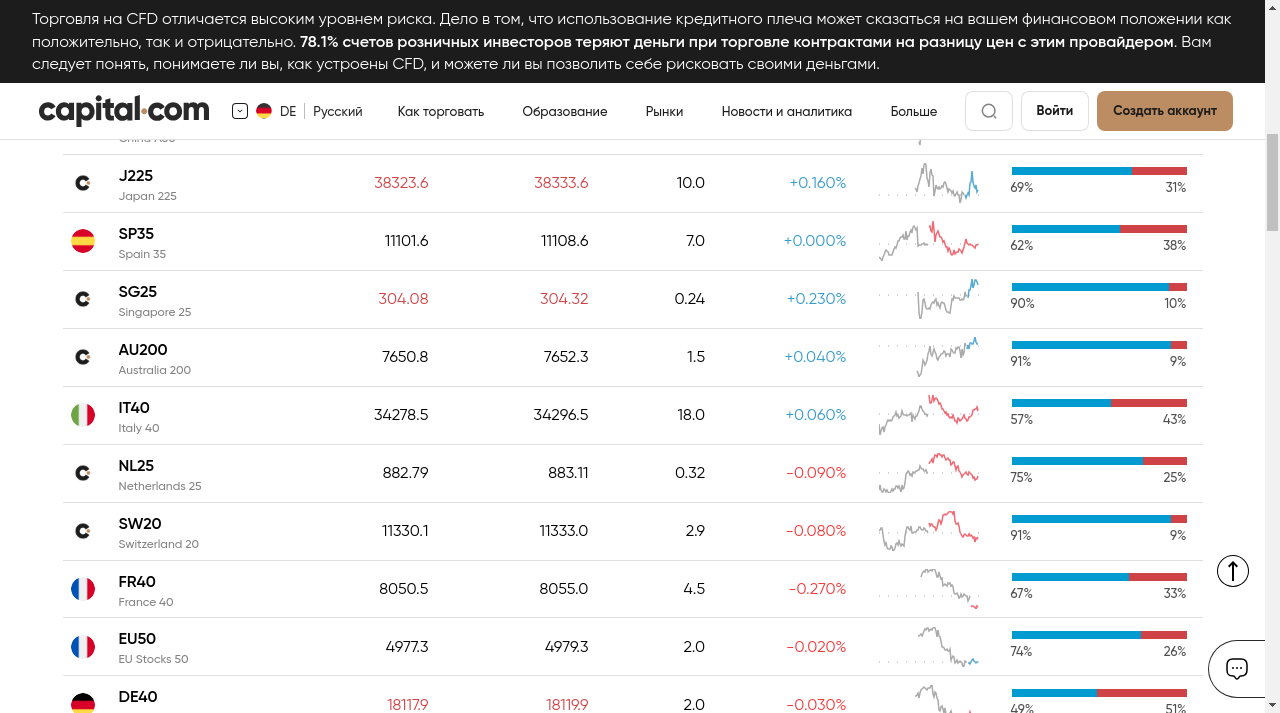 Торговля на CFD отличается высоким уровнем риска. Дело в том, что использование кредитного плеча может сказаться на вашем финансовом положении как
положительно, так и отрицательно. 78.1% счетов розничных инвесторов теряют деньги при торговле контрактами на разницу цен с этим провайдером. Вам
следует понять, понимаете ли вы, как устроены CFD, и можете ли вы позволить себе рисковать своими деньгами.
capital.com DE Русский Как торговать Образование Рынки Новости и аналитика Больше Войти Создать аккаунт
J225 38323.6 38333.6 10.0 +0.160%
Japan 225 69% 31%
SP35 11101.6 11108.6 7.0 +0.000%
Spain 35 62% 38%
SG25 304.08 304.32 0.24 +0.230%
Singapore 25 90% 10%
AU200 7650.8 7652.3 1.5 +0.040%
Australia 200 91% 9%
IT40 34278.5 34296.5 18.0 +0.060%
Italy 40 57% 43%
NL25 882.79 883.11 0.32 -0.090%
Netherlands 25 75% 25%
SW20 11330.1 11333.0 2.9 -0.080%
Switzerland 20 91% 9%
FR40 8050.5 8055.0 4.5 -0.270%
France 40 67% 33%
EU50 4977.3 4979.3 2.0 -0.020%
EU Stocks 50 74% 26%
DE40 18117.9 18119.9 2.0 -0.030%
49% 51%